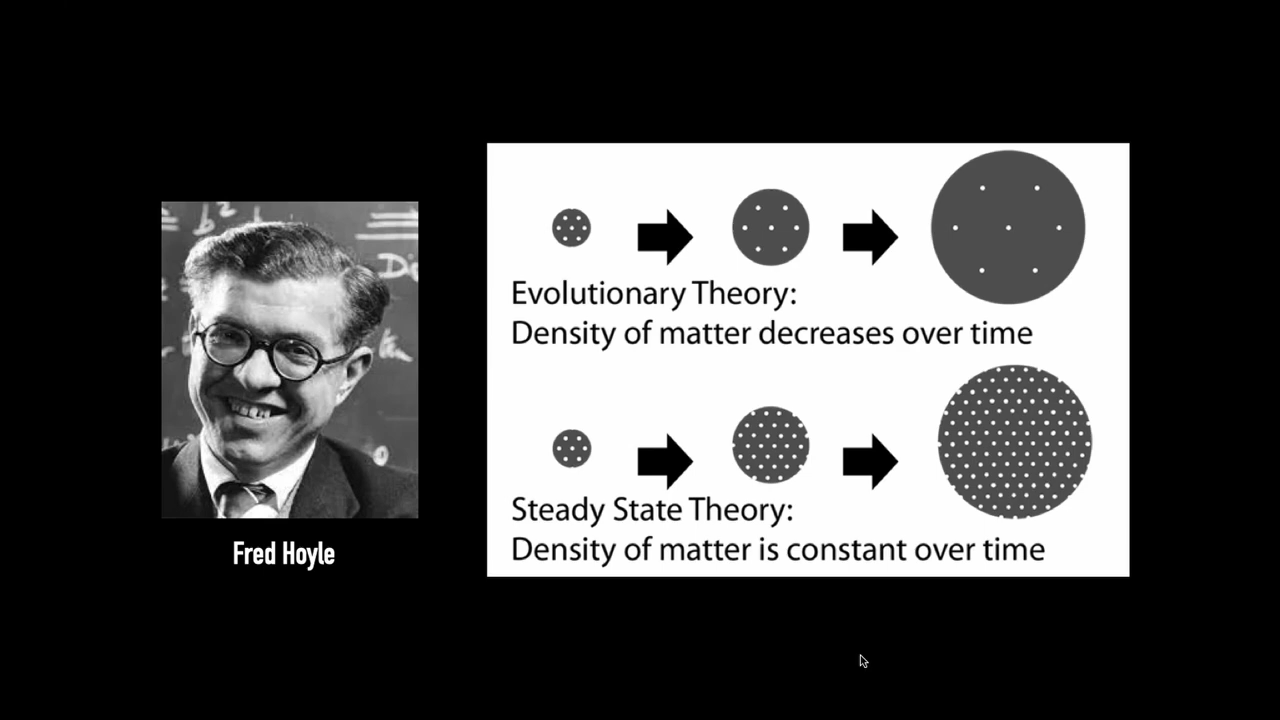 b²
Fred Hoyle
Evolutionary Theory:
Density of matter decreases over time
Steady State Theory:
Density of matter is constant over time